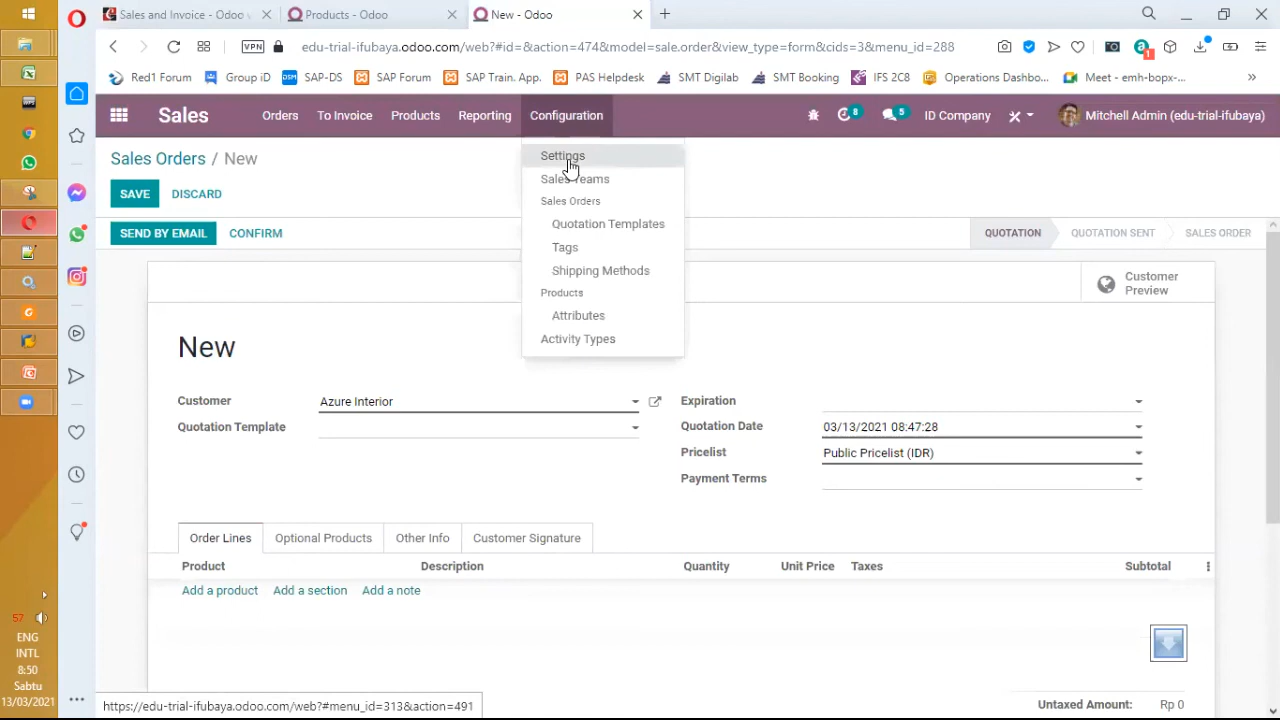 Sales and Invoice - Odoo v
Products - Odoo
New - Odoo
VPN
edu-trial-ifubaya.odoo.com/web?#id=&action=474&model=sale.order&view_type=form&cids=3&menu_id=288
1
Red1 Forum
Group iD
DSM
SAP-DS
SAP Forum
SAP Train. App.
PAS Helpdesk
SMT Digilab
SMT Booking
IFS 2C8
Operations Dashbo...
Meet - emh-bopx-...
»
Sales
Orders
To Invoice
Products
Reporting
Configuration
8
5
ID Company
Mitchell Admin (edu-trial-ifubaya)
Sales Orders / New
Settings
Sales Teams
Sales Orders
Quotation Templates
Tags
Shipping Methods
Products
Attributes
Activity Types
SAVE
DISCARD
SEND BY EMAIL
CONFIRM
QUOTATION
QUOTATION SENT
SALES ORDER
Customer
Preview
New
Customer
Azure Interior
Quotation Template
Expiration
Quotation Date
03/13/2021 08:47:28
Pricelist
Public Pricelist (IDR)
Payment Terms
Order Lines
Optional Products
Other Info
Customer Signature
Product
Description
Quantity
Unit Price
Taxes
Subtotal
Add a product
Add a section
Add a note
Untaxed Amount:
Rp 0
https://edu-trial-ifubaya.odoo.com/web?#menu_id=313&action=491
57
ENG
INTL
8:50
Sabtu
13/03/2021